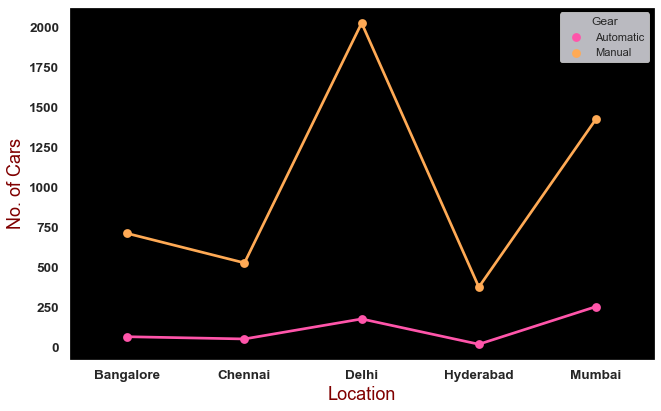 Gear
Automatic
Manual
No. of Cars
2000
1750
1500
1250
1000
750
500
250
0
Bangalore Chennai Delhi Hyderabad Mumbai
Location